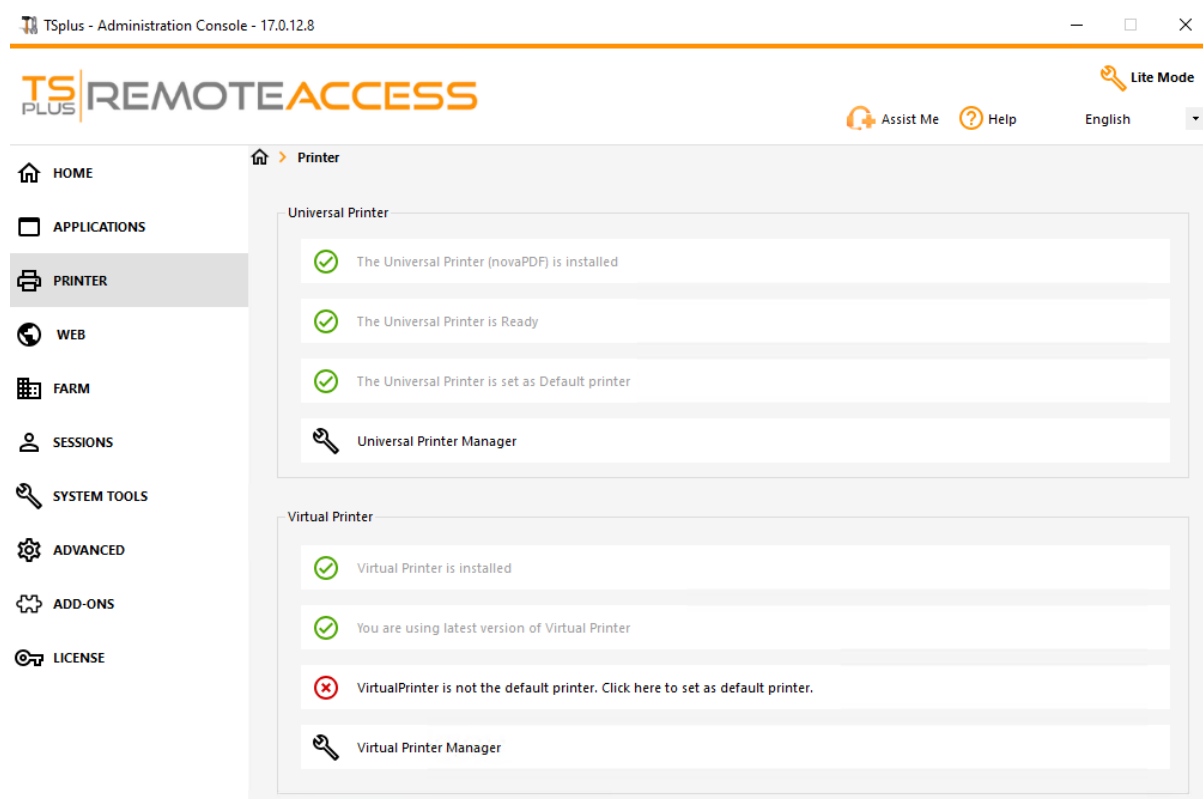 TSplus - Administration Console - 17.0.12.8
TS PLUS REMOTEACCESS
Lite Mode
Assist Me
Help
English
HOME
APPLICATIONS
PRINTER
WEB
FARM
SESSIONS
SYSTEM TOOLS
ADVANCED
ADD-ONS
LICENSE
Printer
Universal Printer
The Universal Printer (novaPDF) is installed
The Universal Printer is Ready
The Universal Printer is set as Default printer
Universal Printer Manager
Virtual Printer
Virtual Printer is installed
You are using latest version of Virtual Printer
VirtualPrinter is not the default printer. Click here to set as default printer.
Virtual Printer Manager